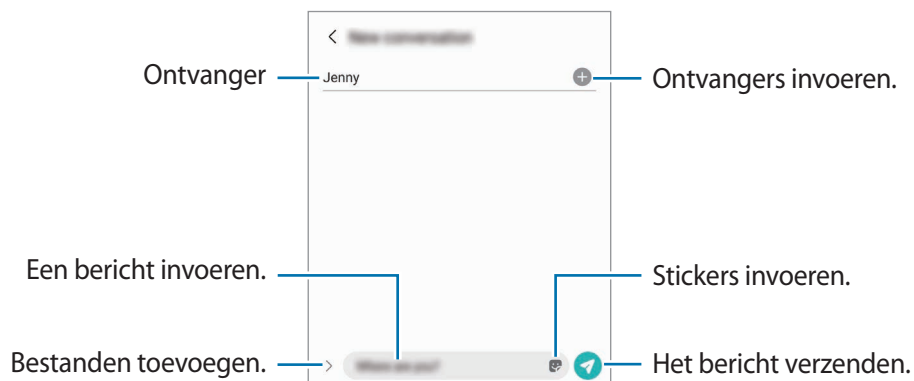 Ontvanger
Jenny
Ontvangers invoeren.
Een bericht invoeren.
Stickers invoeren.
Bestanden toevoegen.
Het bericht verzenden.